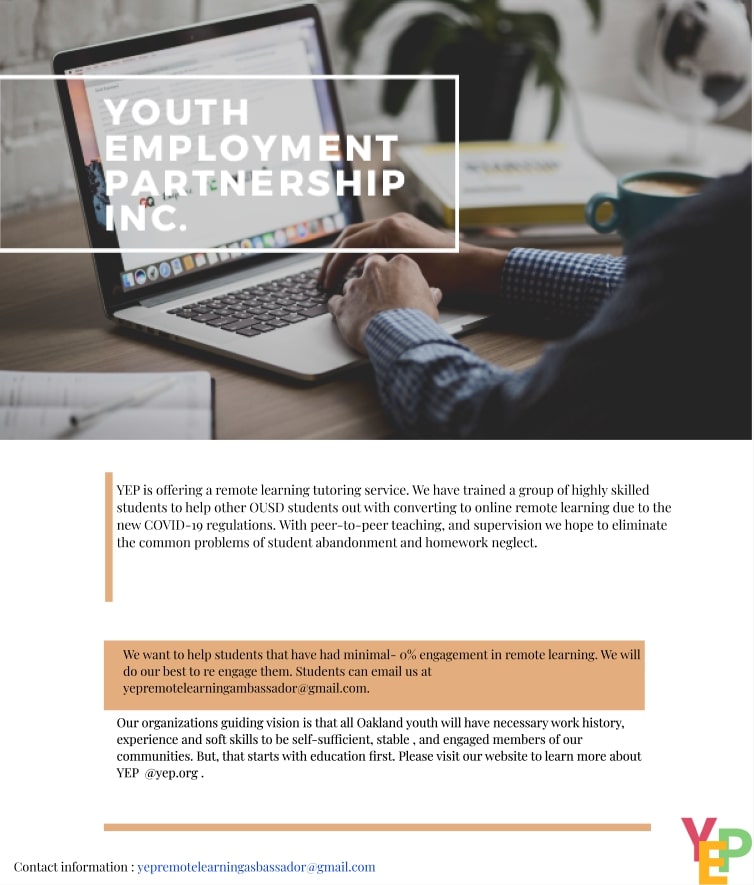 YOUTH
EMPLOYMENT
PARTNERSHIP
INC.
YEP is offering a remote learning tutoring service. We have trained a group of highly skilled
students to help other OUSD students out with converting to online remote learning due to the
new COVID-19 regulations. With peer-to-peer teaching, and supervision we hope to eliminate
the common problems of student abandonment and homework neglect.
We want to help students that have had minimal- 0% engagement in remote learning. We will
do our best to re engage them. Students can email us at
yepremotelearningambassador@gmail.com.
Our organizations guiding vision is that all Oakland youth will have necessary work history,
experience and soft skills to be self-sufficient, stable , and engaged members of our
communities. But, that starts with education first. Please visit our website to learn more about
YEP @yep.org .
YEP
Contact information : yepremotelearningasbassador@gmail.com